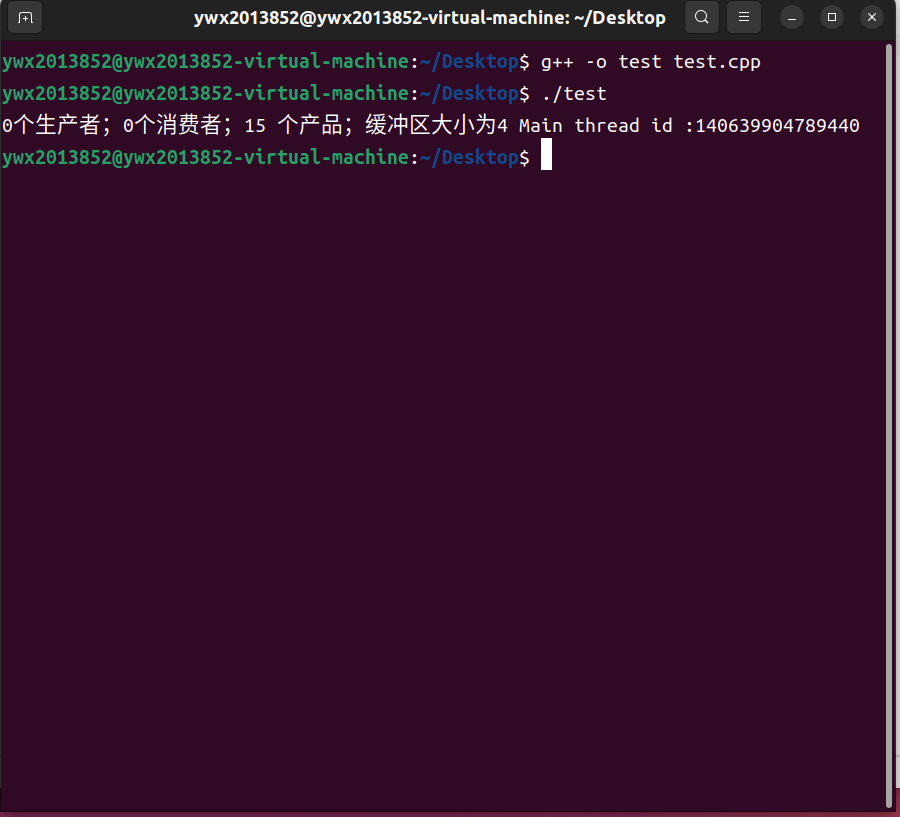 ywx2013852@ywx2013852-virtual-machine: ~/Desktop
ywx2013852@ywx2013852-virtual-machine:~/Desktop$ g++ -o test test.cpp
ywx2013852@ywx2013852-virtual-machine:~/Desktop$ ./test
0个生产者；0个消费者；15 个产品；缓冲区大小为4 Main thread id :140639904789440
ywx2013852@ywx2013852-virtual-machine:~/Desktop$